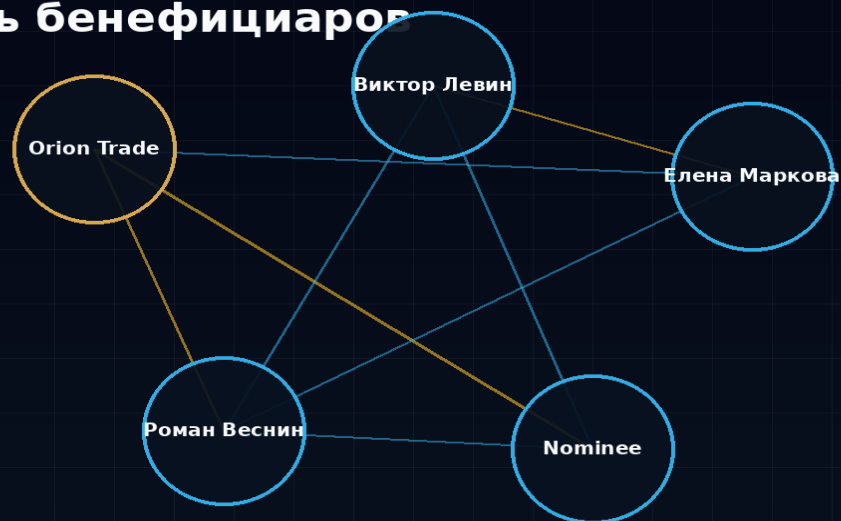 ь бенефициаров
Виктор Левин
Orion Trade
Елена Маркова
Роман Веснин
Nominee